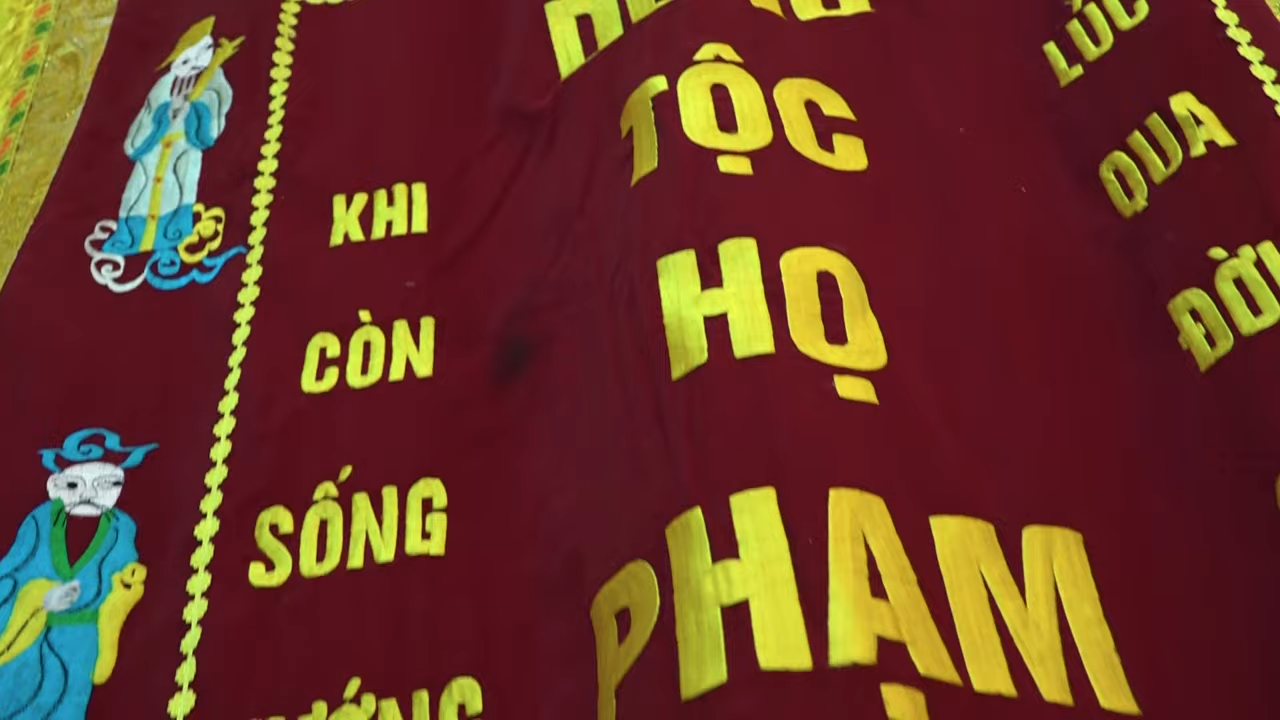 KHI
CÒN
SỐNG
TỘC
HỌ
PHẠM
LÚC
QUA
ĐỜI